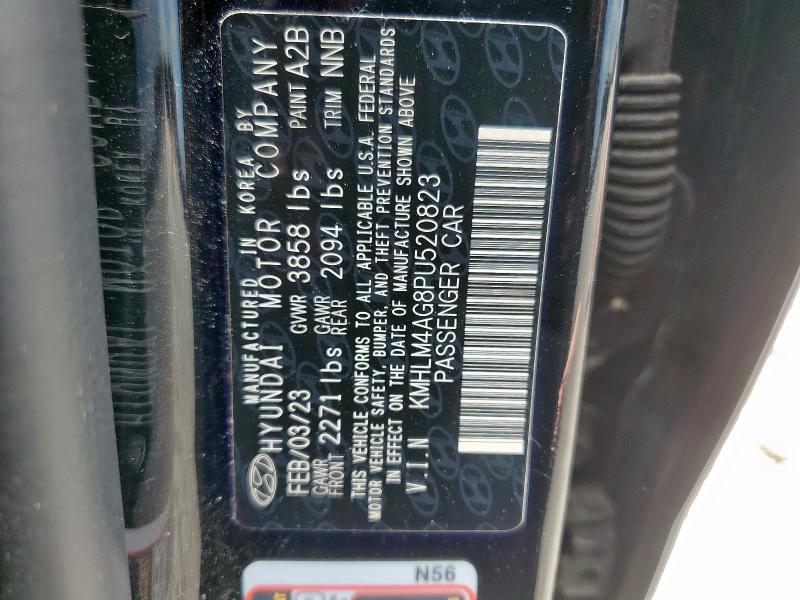 MANUFACTURED IN KOREA BY
HYUNDAI MOTOR COMPANY
FEB/03/23 GVWR 3858 lbs PAINT A2B
GAWR FRONT 2271 lbs GAWR REAR 2094 lbs TRIM NNB
THIS VEHICLE CONFORMS TO ALL APPLICABLE U.S.A. FEDERAL
MOTOR VEHICLE SAFETY, BUMPER, AND THEFT PREVENTION STANDARDS
IN EFFECT ON THE DATE OF MANUFACTURE SHOWN ABOVE
V.I.N KMHLM4AG8PU520823
PASSENGER CAR
N56